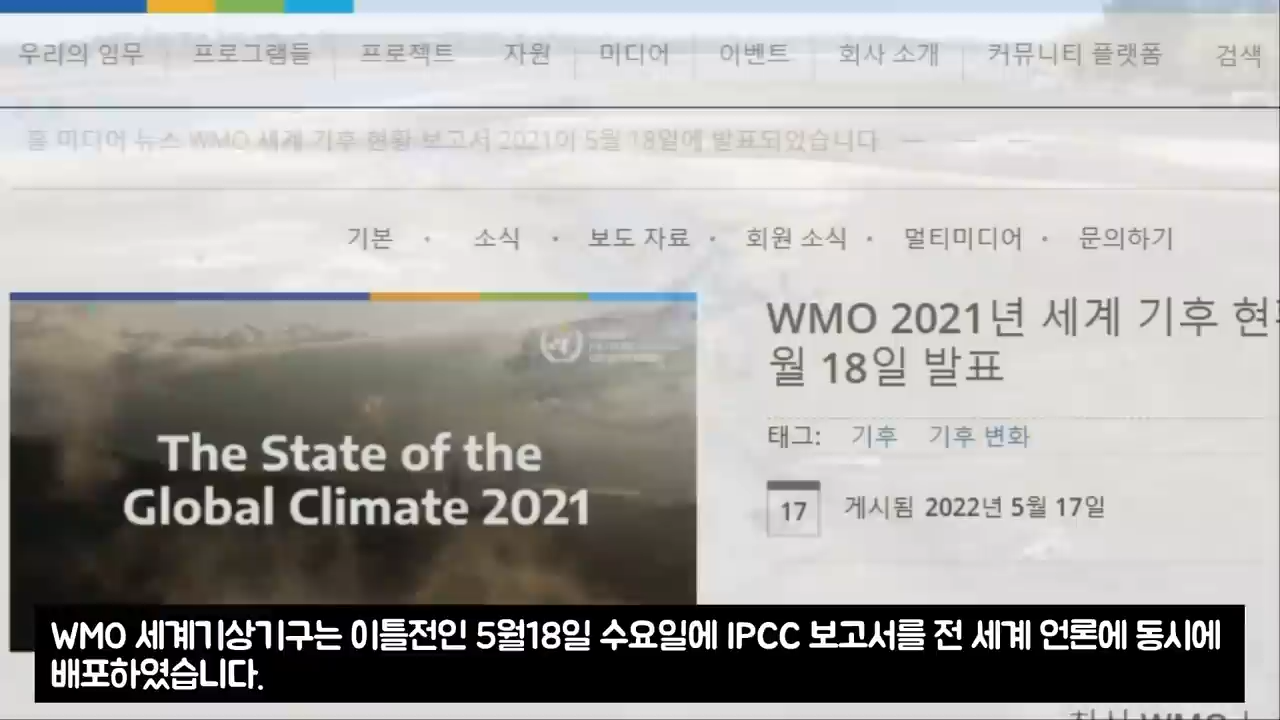 우리의 임무 프로그램들 프로젝트 자원 미디어 이벤트 회사 소개 커뮤니티 플랫폼 검색
홈 미디어 뉴스 WMO 세계 기후 현황 보고서 2021이 5월 18일에 발표되었습니다
기본 · 소식 · 보도 자료 · 회원 소식 · 멀티미디어 · 문의하기
The State of the
Global Climate 2021
WMO 2021년 세계 기후
월 18일 발표
태그: 기후 기후 변화
17 게시됨 2022년 5월 17일
WMO 세계기상기구는 이틀전인 5월18일 수요일에 IPCC 보고서를 전 세계 언론에 동시에
배포하였습니다.